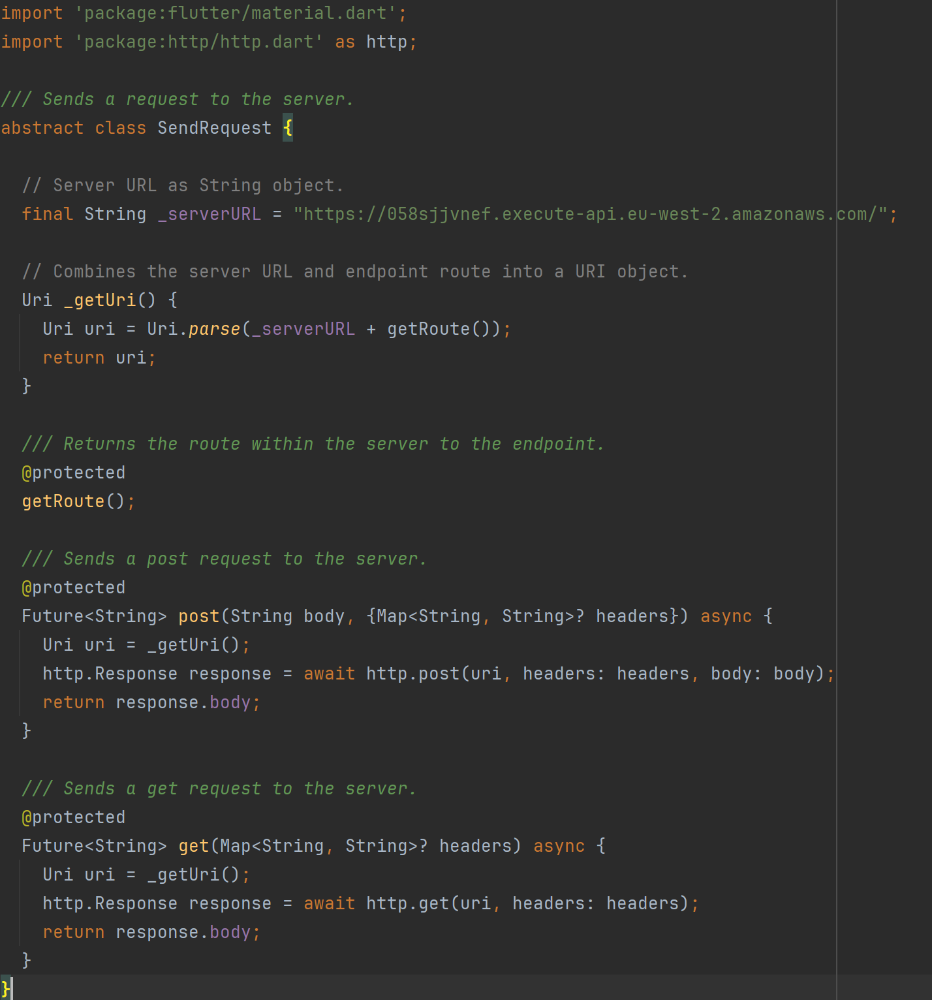 import 'package:flutter/material.dart';
import 'package:http/http.dart' as http;
/// Sends a request to the server.
abstract class SendRequest {
// Server URL as String object.
final String _serverURL = "https://058sjjvnef.execute-api.eu-west-2.amazonaws.com/";
// Combines the server URL and endpoint route into a URI object.
Uri _getUri() {
Uri uri = Uri.parse(_serverURL + getRoute());
return uri;
}
/// Returns the route within the server to the endpoint.
@protected
getRoute();
/// Sends a post request to the server.
@protected
Future<String> post(String body, {Map<String, String>? headers}) async {
Uri uri = _getUri();
http.Response response = await http.post(uri, headers: headers, body: body);
return response.body;
}
/// Sends a get request to the server.
@protected
Future<String> get(Map<String, String>? headers) async {
Uri uri = _getUri();
http.Response response = await http.get(uri, headers: headers);
return response.body;
}
}